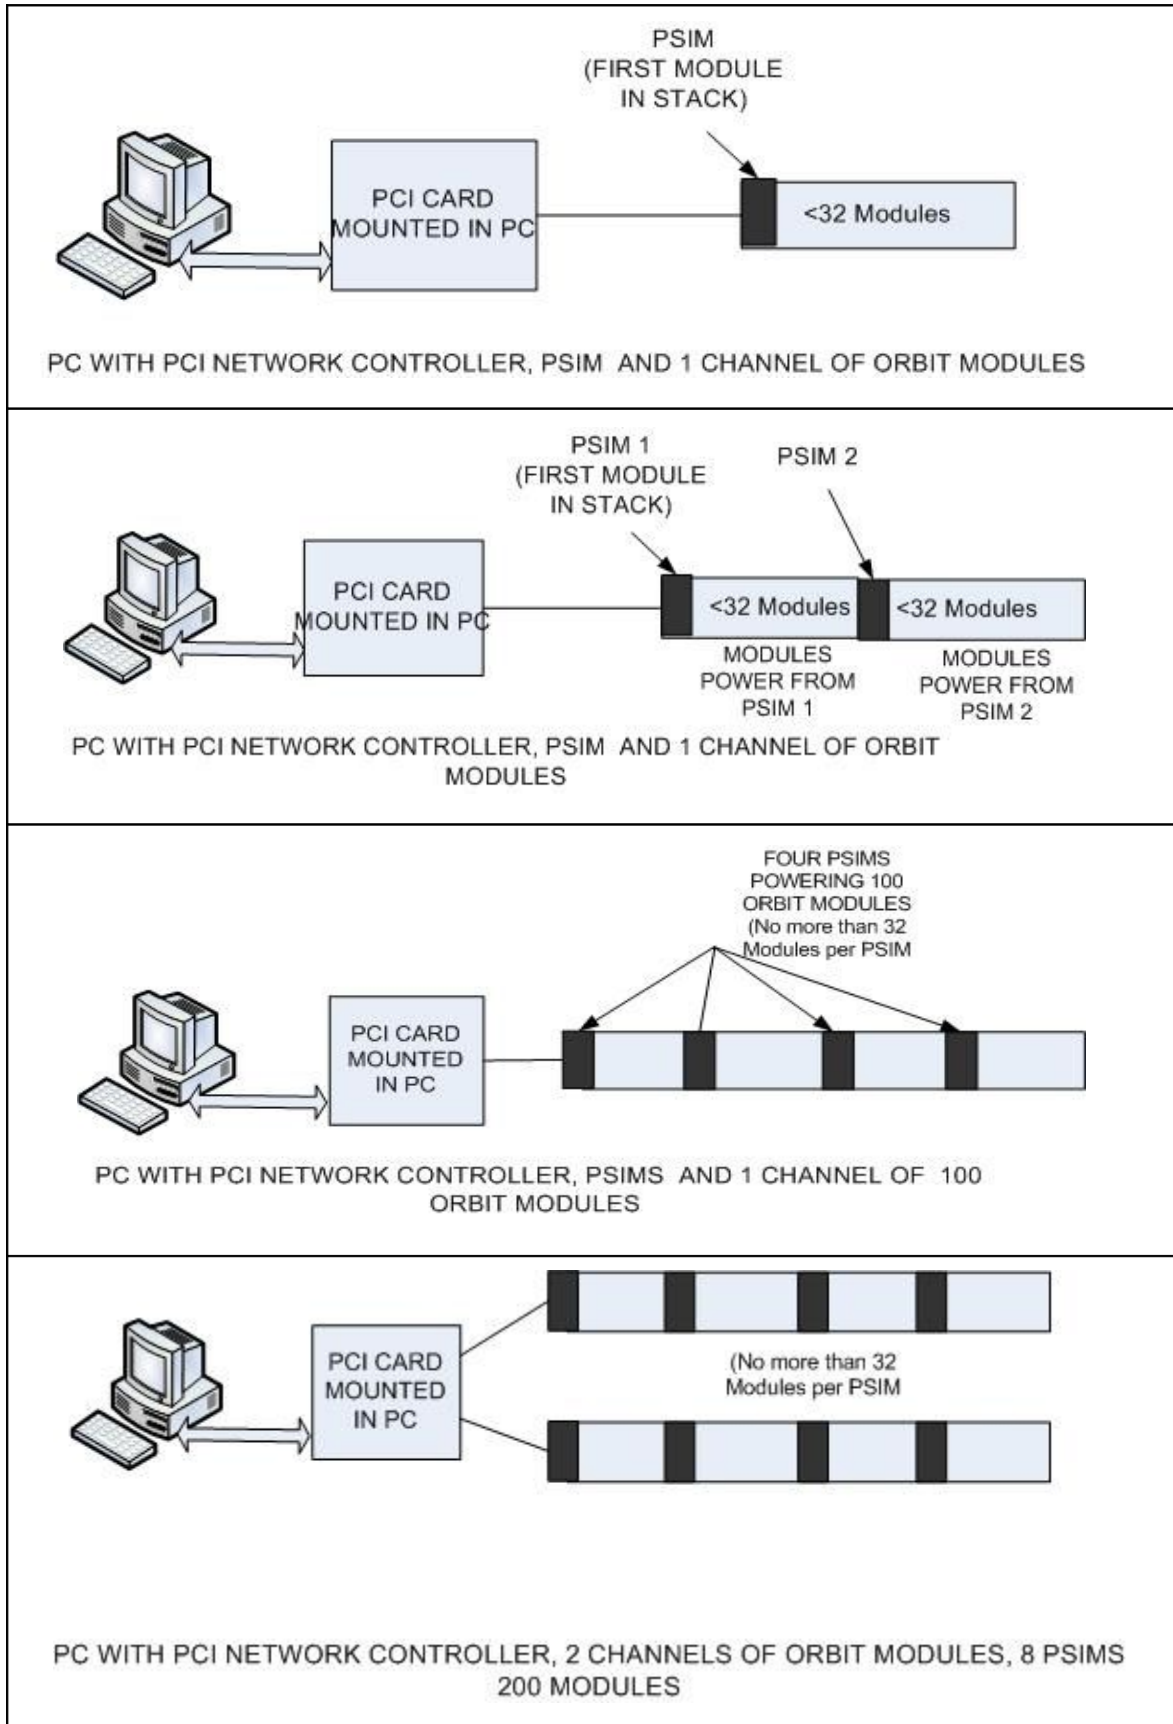 PSIM
(FIRST MODULE
IN STACK)
PCI CARD
MOUNTED IN PC
<32 Modules
PC WITH PCI NETWORK CONTROLLER, PSIM AND 1 CHANNEL OF ORBIT MODULES
PSIM 1
(FIRST MODULE
IN STACK)
PSIM 2
PCI CARD
MOUNTED IN PC
<32 Modules
<32 Modules
MODULES
POWER FROM
PSIM 1
MODULES
POWER FROM
PSIM 2
PC WITH PCI NETWORK CONTROLLER, PSIM AND 1 CHANNEL OF ORBIT
MODULES
FOUR PSIMS
POWERING 100
ORBIT MODULES
(No more than 32
Modules per PSIM
PCI CARD
MOUNTED
IN PC
PC WITH PCI NETWORK CONTROLLER, PSIMS AND 1 CHANNEL OF 100
ORBIT MODULES
PCI CARD
MOUNTED
IN PC
(No more than 32
Modules per PSIM
PC WITH PCI NETWORK CONTROLLER, 2 CHANNELS OF ORBIT MODULES, 8 PSIMS
200 MODULES